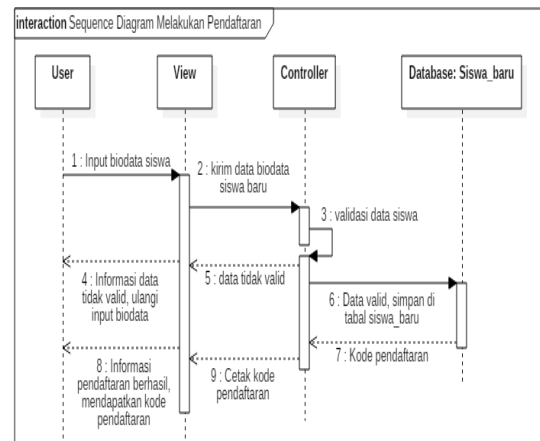 interaction Sequence Diagram Melakukan Pendaftaran
User
View
Controller
Database: Siswa_baru
1 : Input biodata siswa
2 : kirim data biodata
siswa baru
3 : validasi data siswa
4 : Informasi data
tidak valid, ulangi
input biodata
5 : data tidak valid
6 : Data valid, simpan di
tabal siswa_baru
7 : Kode pendaftaran
8 : Informasi
pendaftaran berhasil,
mendapatkan kode
pendaftaran
9 : Cetak kode
pendaftaran